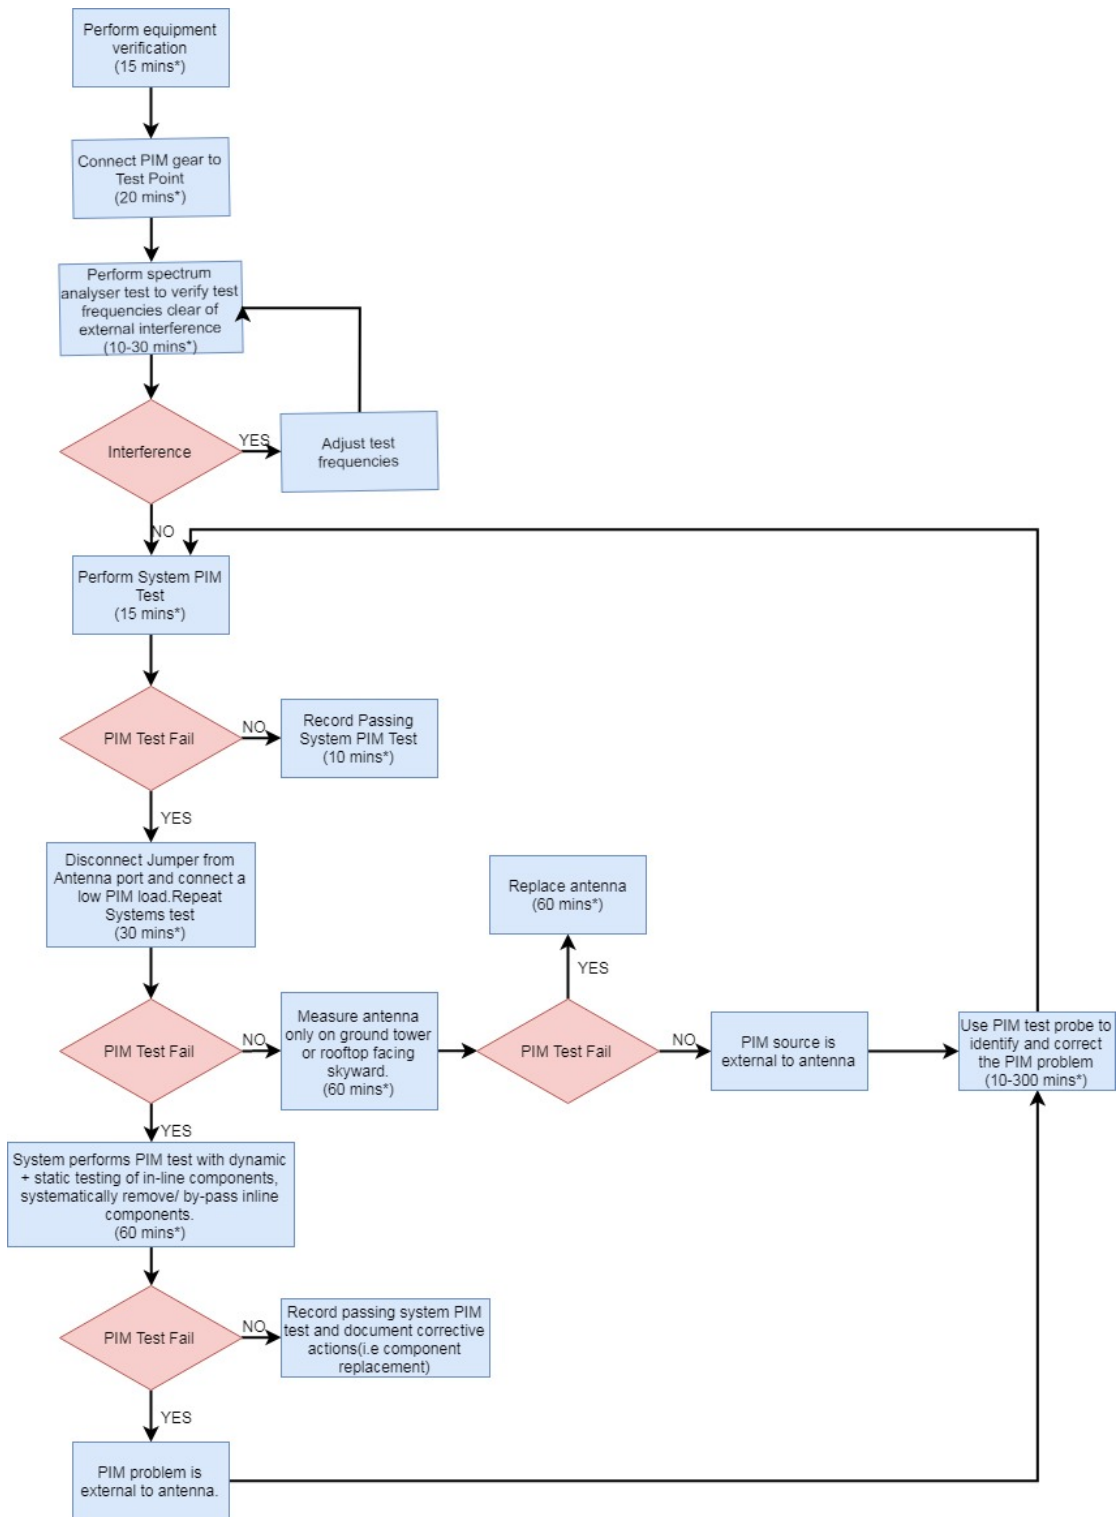 Perform equipment
verification
(15 mins*)
Connect PIM gear to
Test Point
(20 mins*)
Perform spectrum
analyser test to verify test
frequencies clear of
external interference
(10-30 mins*)
Interference
YES
Adjust test
frequencies
NO
Perform System PIM
Test
(15 mins*)
PIM Test Fail
NO
Record Passing
System PIM Test
(10 mins*)
YES
Disconnect Jumper from
Antenna port and connect a
low PIM load.Repeat
Systems test
(30 mins*)
Replace antenna
(60 mins*)
YES
PIM Test Fail
NO
Measure antenna
only on ground tower
or rooftop facing
skyward.
(60 mins*)
PIM Test Fail
NO
PIM source is
external to antenna
Use PIM test probe to
identify and correct
the PIM problem
(10-300 mins*)
YES
System performs PIM test with dynamic
+ static testing of in-line components,
systematically remove/ by-pass inline
components.
(60 mins*)
PIM Test Fail
NO
Record passing system PIM
test and document corrective
actions(i.e component
replacement)
YES
PIM problem is
external to antenna.